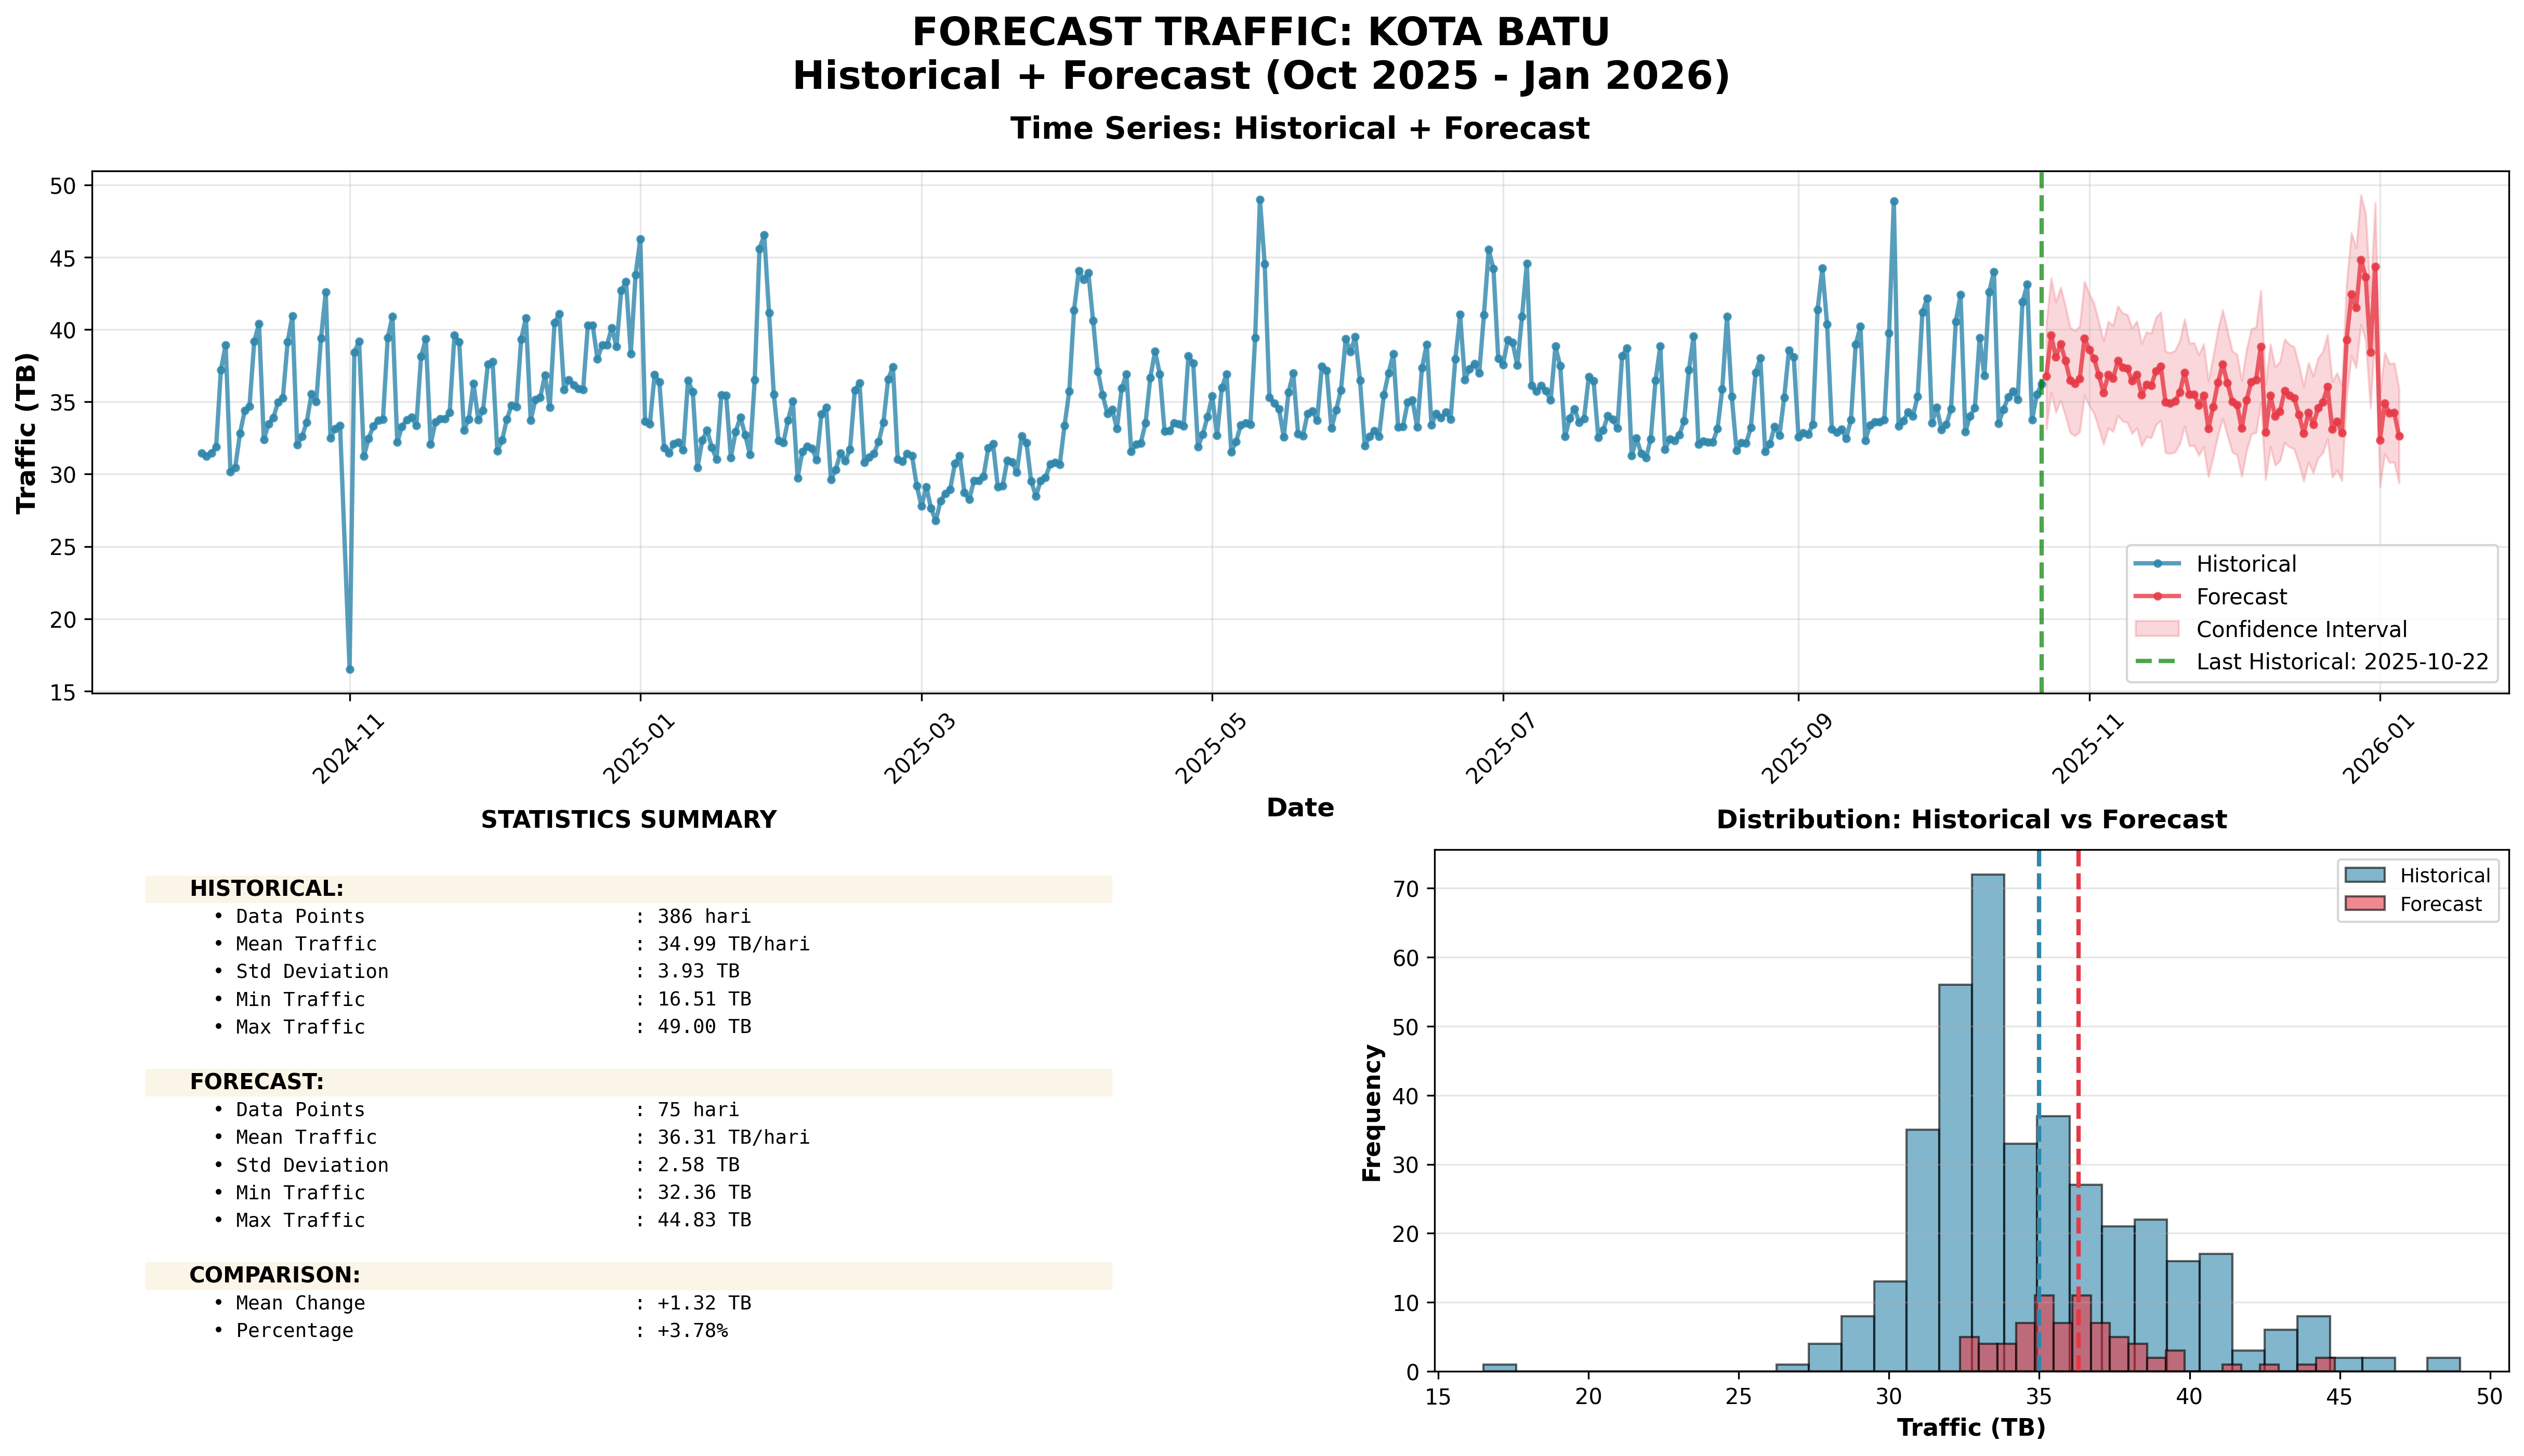 FORECAST TRAFFIC: KOTA BATU
Historical + Forecast (Oct 2025 - Jan 2026)
Time Series: Historical + Forecast
Traffic (TB)
50
45
40
35
30
25
20
15
Historical
Forecast
Confidence Interval
Last Historical: 2025-10-22
2024-11
2025-01
2025-03
2025-05
2025-07
2025-09
2025-11
2026-01
Date
STATISTICS SUMMARY
HISTORICAL:
• Data Points : 386 hari
• Mean Traffic : 34.99 TB/hari
• Std Deviation : 3.93 TB
• Min Traffic : 16.51 TB
• Max Traffic : 49.00 TB
FORECAST:
• Data Points : 75 hari
• Mean Traffic : 36.31 TB/hari
• Std Deviation : 2.58 TB
• Min Traffic : 32.36 TB
• Max Traffic : 44.83 TB
COMPARISON:
• Mean Change : +1.32 TB
• Percentage : +3.78%
Distribution: Historical vs Forecast
Frequency
70
60
50
40
30
20
10
0
Historical
Forecast
15
20
25
30
35
40
45
50
Traffic (TB)